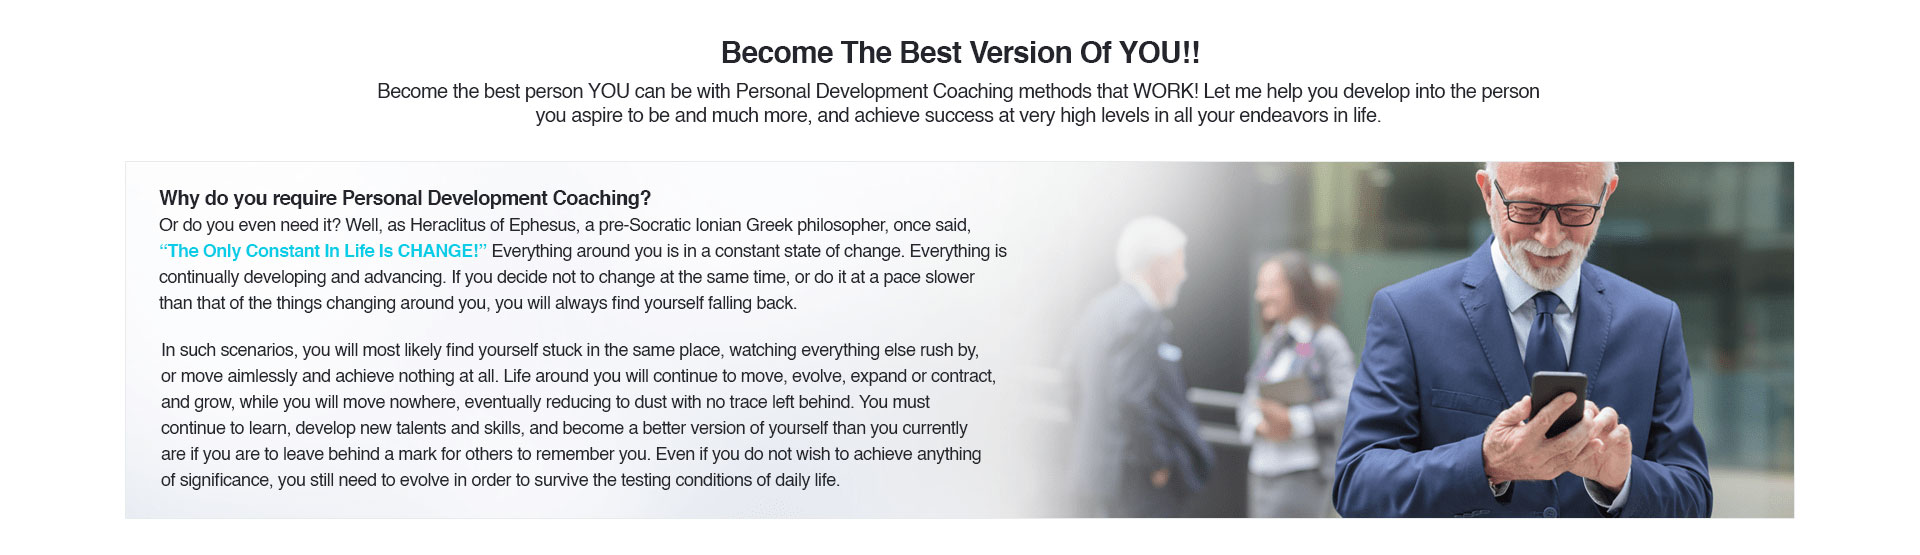 Become The Best Version Of YOU!!
Become the best person YOU can be with Personal Development Coaching methods that WORK! Let me help you develop into the person
you aspire to be and much more, and achieve success at very high levels in all your endeavors in life.
Why do you require Personal Development Coaching?
Or do you even need it? Well, as Heraclitus of Ephesus, a pre-Socratic Ionian Greek philosopher, once said,
“The Only Constant In Life Is CHANGE!” Everything around you is in a constant state of change. Everything is
continually developing and advancing. If you decide not to change at the same time, or do it at a pace slower
than that of the things changing around you, you will always find yourself falling back.
In such scenarios, you will most likely find yourself stuck in the same place, watching everything else rush by,
or move aimlessly and achieve nothing at all. Life around you will continue to move, evolve, expand or contract,
and grow, while you will move nowhere, eventually reducing to dust with no trace left behind. You must
continue to learn, develop new talents and skills, and become a better version of yourself than you currently
are if you are to leave behind a mark for others to remember you. Even if you do not wish to achieve anything
of significance, you still need to evolve in order to survive the testing conditions of daily life.